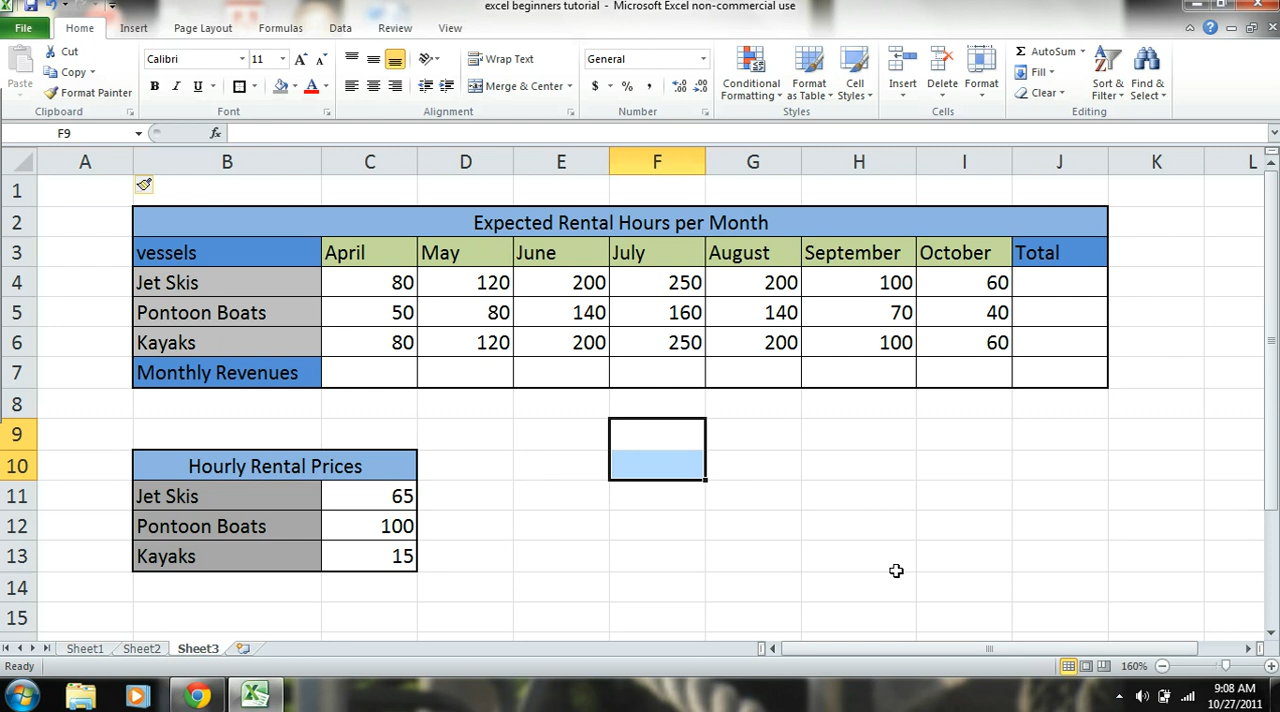 excel beginners tutorial - Microsoft Excel non-commercial use
File Home Insert Page Layout Formulas Data Review View
Paste Cut Copy Format Painter
Calibri 11 A A
B I U A
Wrap Text
Merge & Center
General
$ % , .0 .00 .00 .0
Conditional Formatting Format as Table Cell Styles
Insert Delete Format
Σ AutoSum Fill Clear
Sort & Filter Find & Select
Clipboard Font Alignment Number Styles Cells Editing
F9 fx
A B C D E F G H I J K L
1
2 Expected Rental Hours per Month
3 vessels April May June July August September October Total
4 Jet Skis 80 120 200 250 200 100 60
5 Pontoon Boats 50 80 140 160 140 70 40
6 Kayaks 80 120 200 250 200 100 60
7 Monthly Revenues
8
9
10 Hourly Rental Prices
11 Jet Skis 65
12 Pontoon Boats 100
13 Kayaks 15
14
15
Sheet1 Sheet2 Sheet3
Ready 160%
9:08 AM
10/27/2011